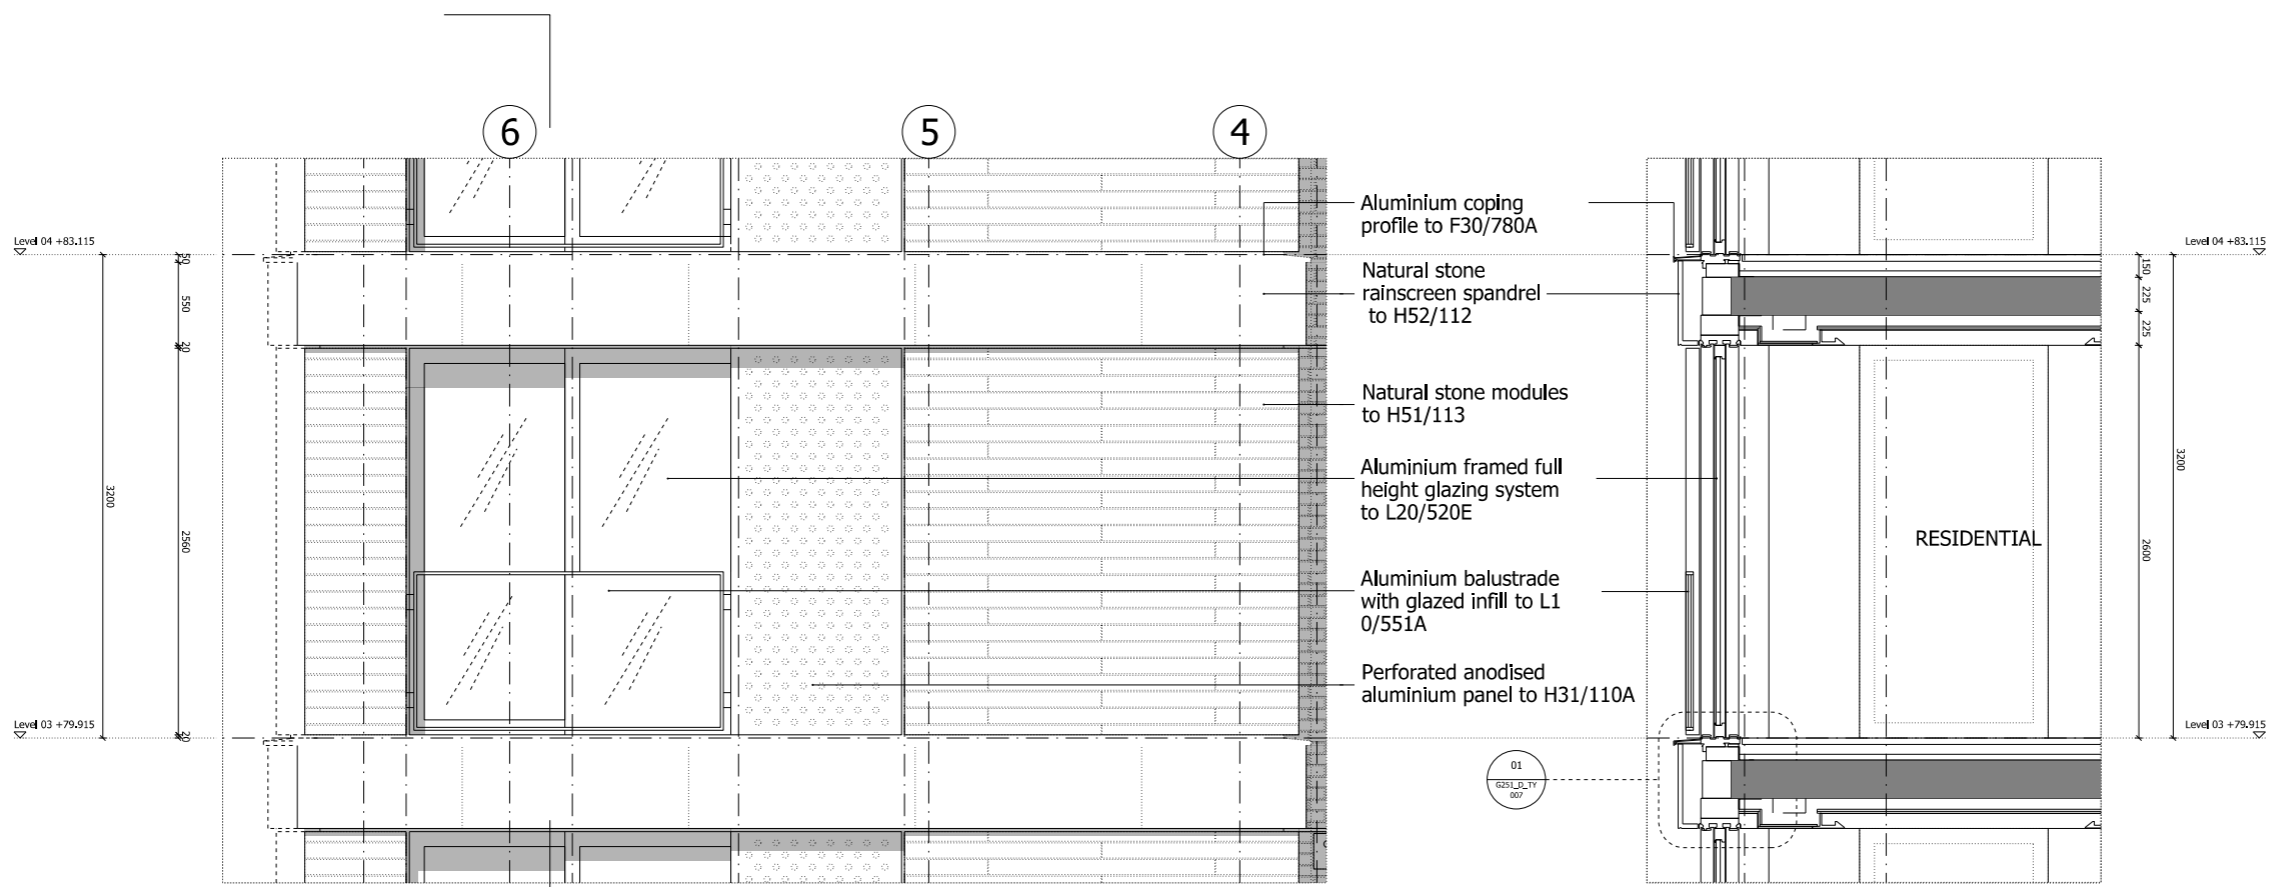 6
5
4
Level 04 +83.115
50
550
20
3200
2560
Level 03 +79.915
20
Aluminium coping
profile to F30/780A
Natural stone
rainscreen spandrel
to H52/112
Natural stone modules
to H51/113
Aluminium framed full
height glazing system
to L20/520E
Aluminium balustrade
with glazed infill to L1
0/551A
Perforated anodised
aluminium panel to H31/110A
01
G251_D_TY
007
RESIDENTIAL
Level 04 +83.115
150
225
225
3200
2600
Level 03 +79.915